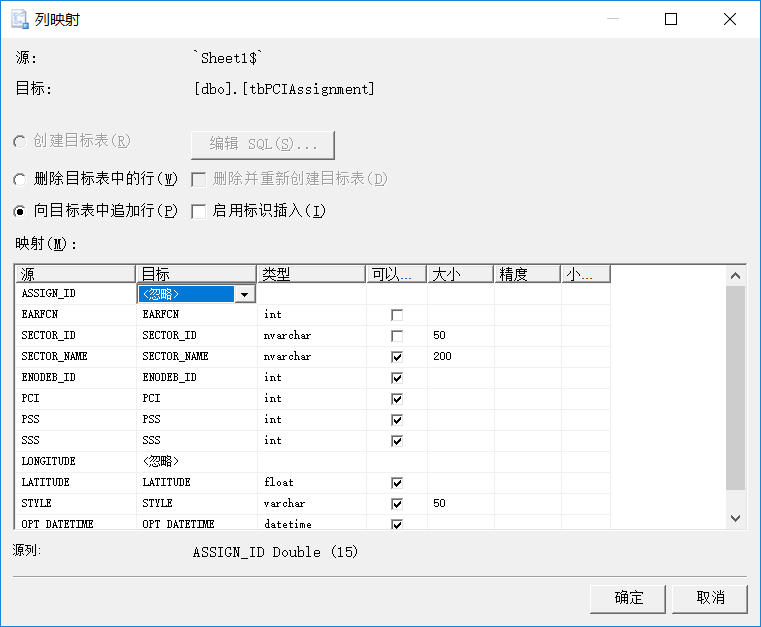 列映射
源: `Sheet1$`
目标: [dbo].[tbPCIAssignment]
创建目标表(R) 编辑 SQL(S)...
删除目标表中的行(W) 删除并重新创建目标表(D)
向目标表中追加行(P) 启用标识插入(I)
映射(M):
源 目标 类型 可以... 大小 精度 小...
ASSIGN_ID <忽略>
EARFCN EARFCN int
SECTOR_ID SECTOR_ID nvarchar 50
SECTOR_NAME SECTOR_NAME nvarchar 200
ENODEB_ID ENODEB_ID int
PCI PCI int
PSS PSS int
SSS SSS int
LONGITUDE <忽略>
LATITUDE LATITUDE float
STYLE STYLE varchar 50
OPT_DATETIME OPT_DATETIME datetime
源列: ASSIGN_ID Double (15)
确定 取消